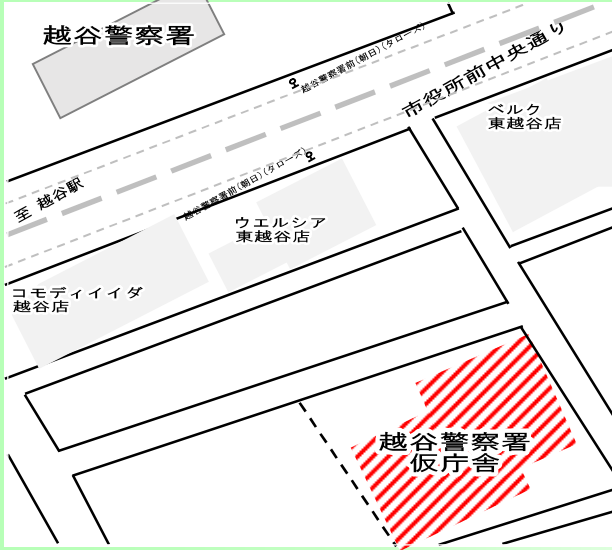 越谷警察署
越谷警察署前(朝日)(タローズ)
市役所前中央通り
ベルク
東越谷店
至 越谷駅
越谷警察署前(朝日)(タローズ)
ウエルシア
東越谷店
コモディイイダ
越谷店
越谷警察署
仮庁舎